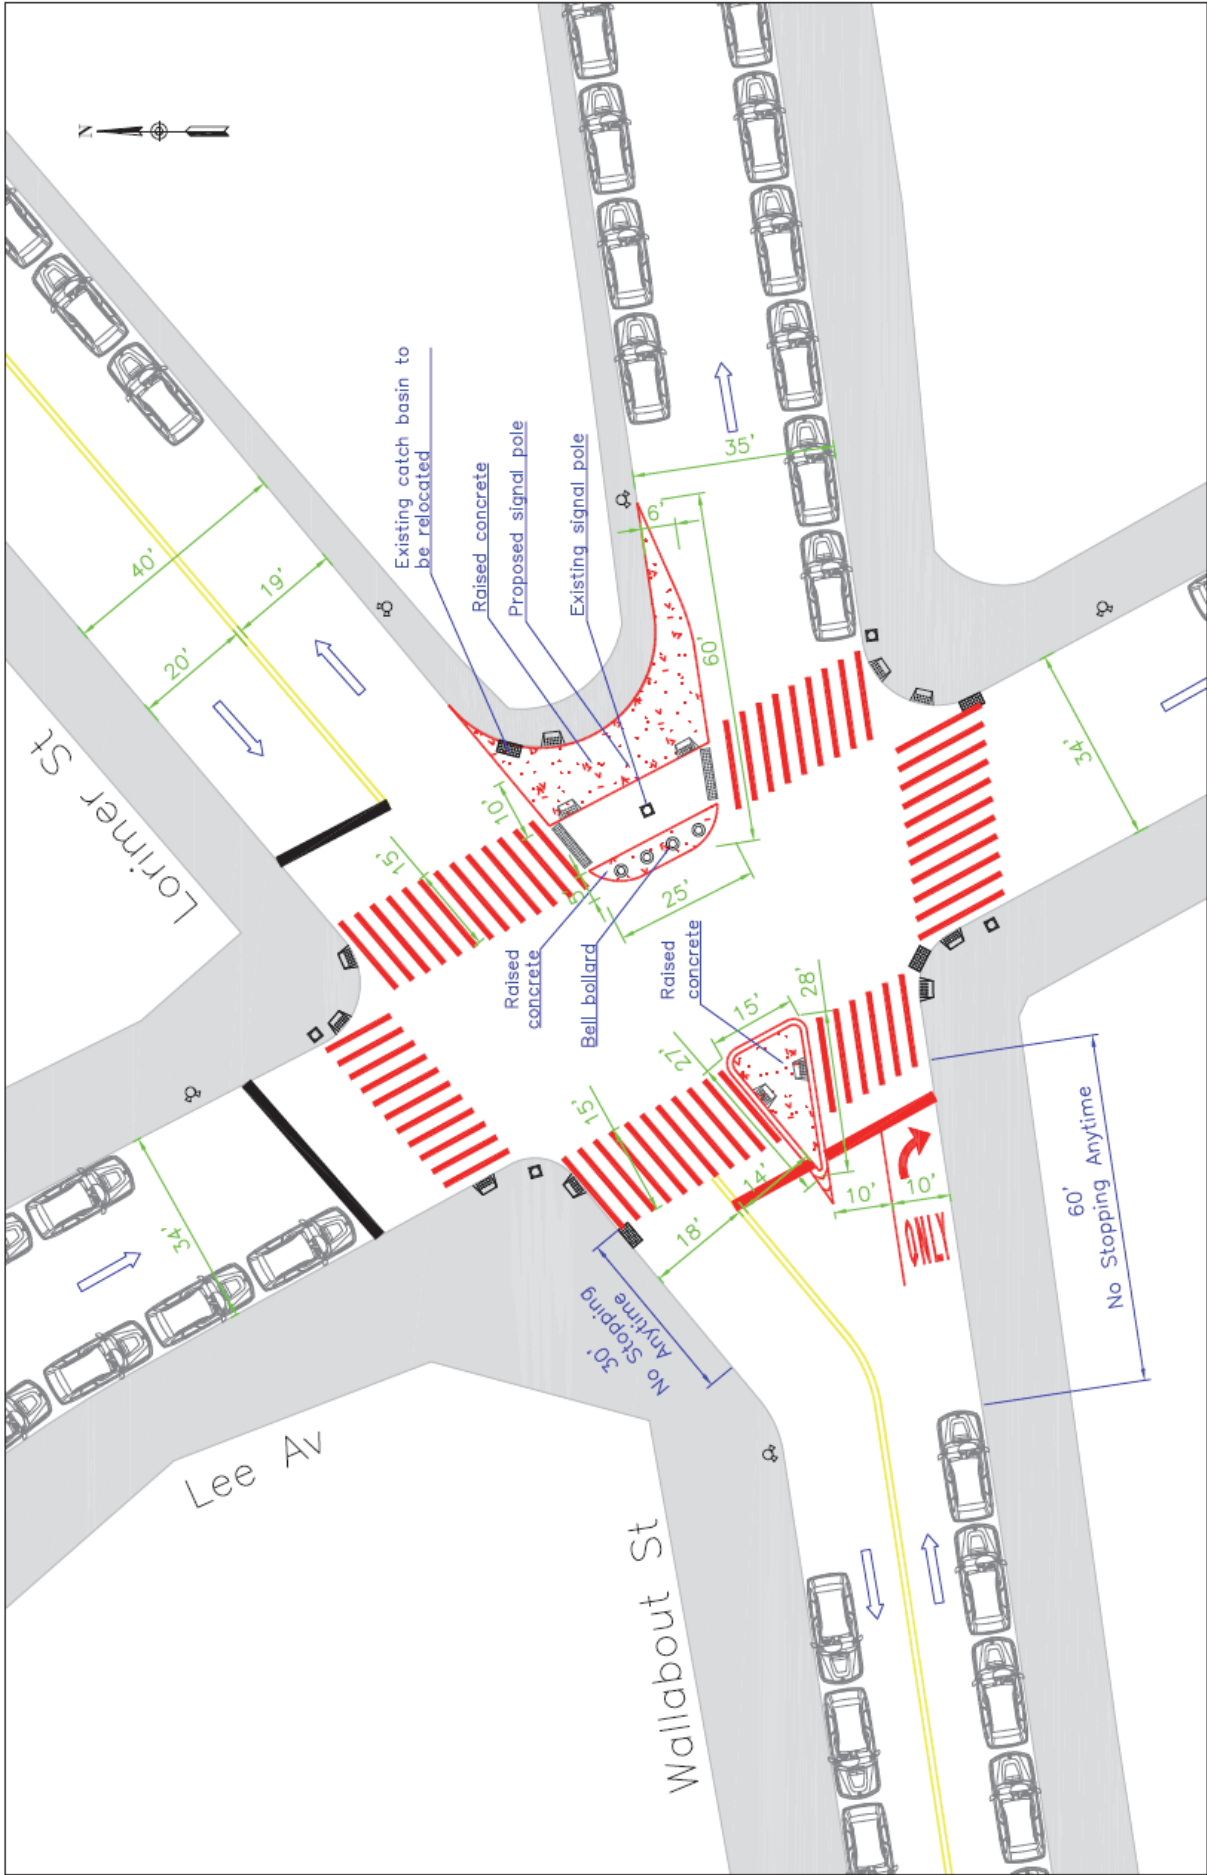 N
40'
20'
19'
Lorimer St
Existing catch basin to
be relocated
Raised concrete
Proposed signal pole
Existing signal pole
35'
6'
60'
10'
15'
5'
25'
34'
Raised
concrete
Bell bollard
Raised
concrete
15'
28'
27'
15'
14'
18'
10'
10'
ONLY
34'
30'
No Stopping
Anytime
60'
No Stopping Anytime
Lee Av
Wallabout St